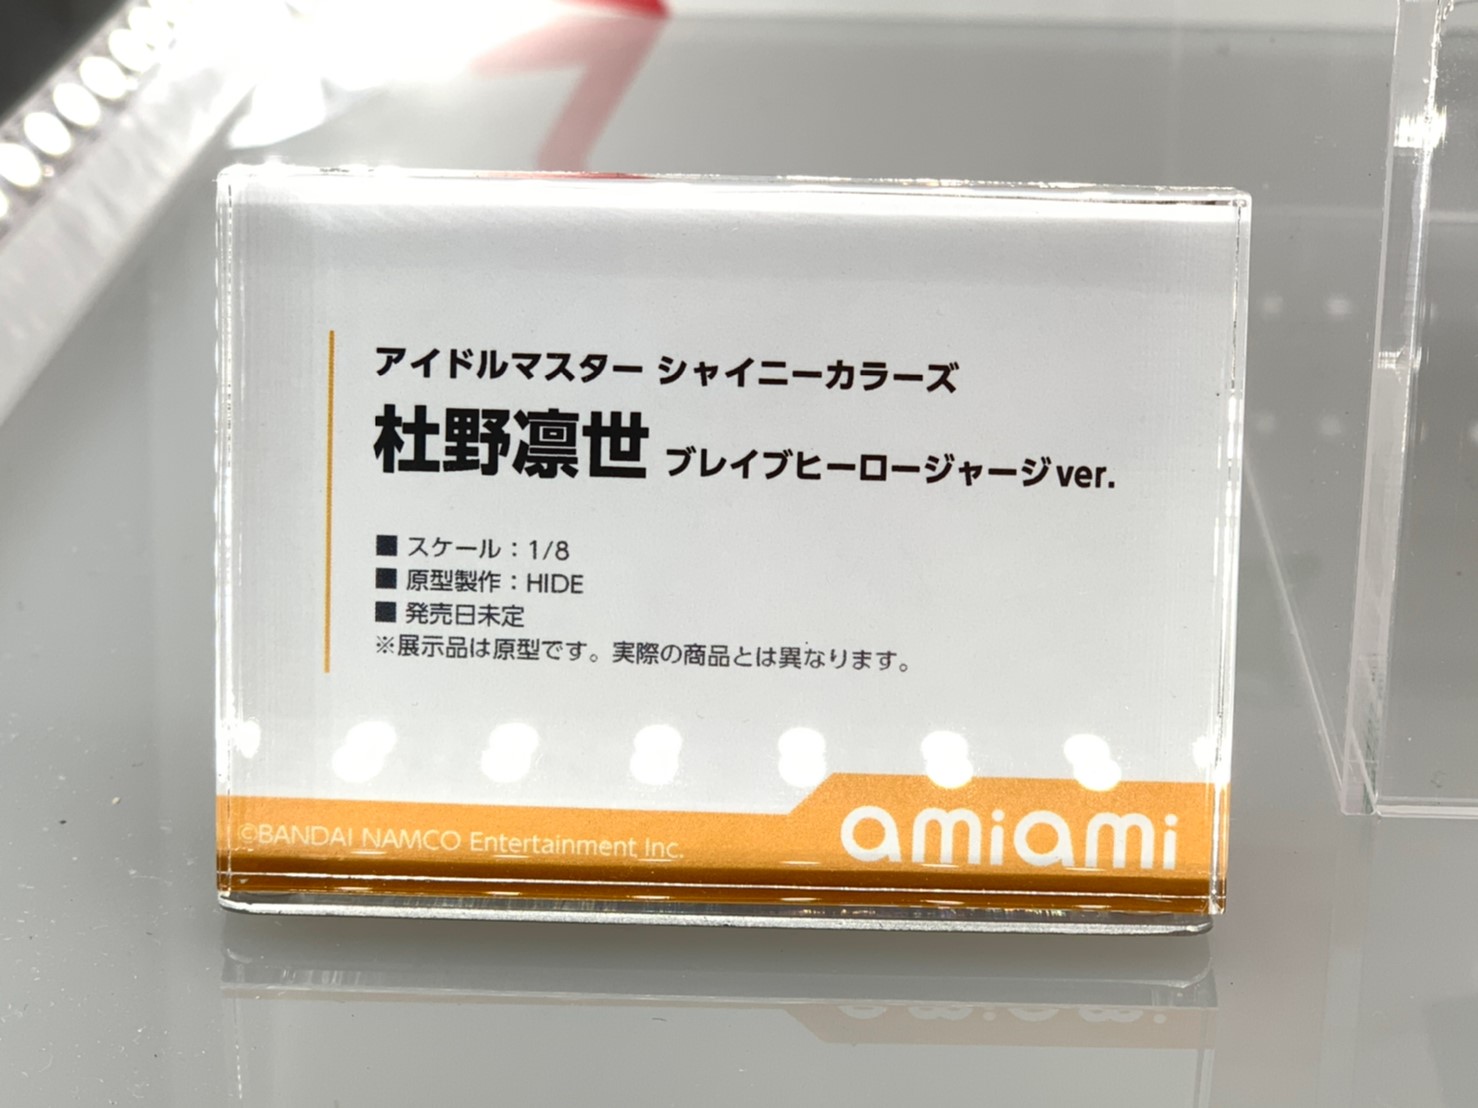 アイドルマスター シャイニーカラーズ
杜野凛世 ブレイブヒーロージャージver.
■ スケール：1/8
■ 原型製作：HIDE
■ 発売日未定
※展示品は原型です。実際の商品とは異なります。
©BANDAI NAMCO Entertainment Inc.
amiami